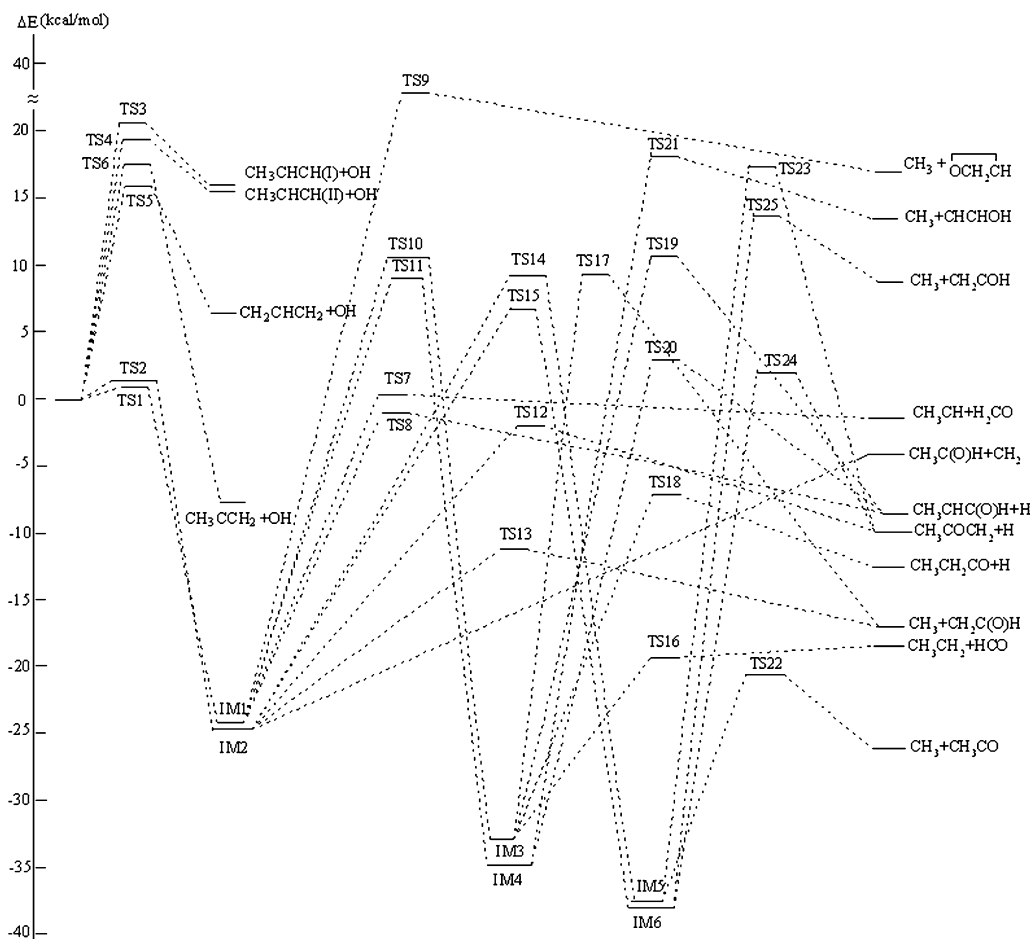 ΔE(kcal/mol)
40
20
15
10
5
0
-5
-10
-15
-20
-25
-30
-35
-40
≈
TS9
TS3
TS4
TS6
TS5
CH₃CHCH(I)+OH
CH₃CHCH(II)+OH
TS21
TS23
CH₃ + OCH₂CH
TS25
CH₃+CHCHOH
TS10
TS11
TS14
TS17
TS19
TS15
CH₃+CH₂COH
CH₂CHCH₂+OH
TS2
TS1
TS7
TS8
TS12
TS20
TS24
CH₃CH+H₂CO
CH₃C(O)H+CH₂
TS18
CH₃CCH₂+OH
CH₃CHC(O)H+H
CH₃COCH₂+H
TS13
CH₃CH₂CO+H
CH₃+CH₂C(O)H
TS16
CH₃CH₂+HCO
TS22
IM1
IM2
CH₃+CH₃CO
IM3
IM4
IM5
IM6